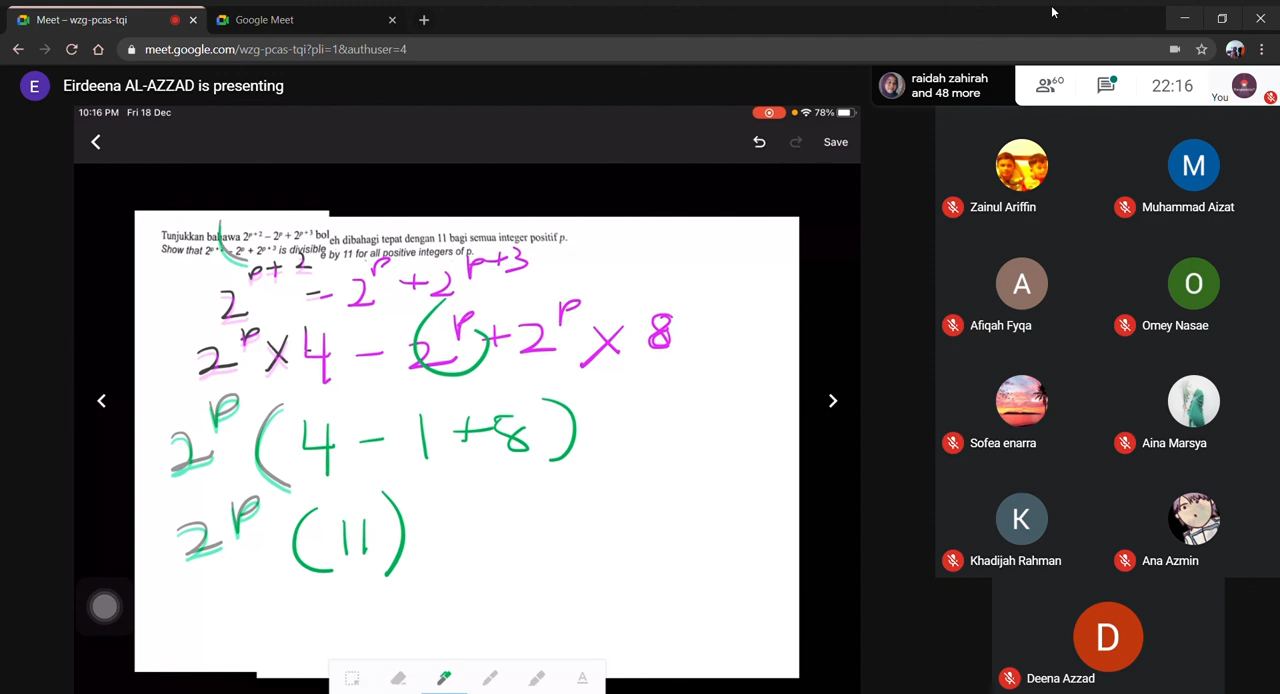 Meet – wzg-pcas-tqi
Google Meet
meet.google.com/wzg-pcas-tqi?pli=1&authuser=4
E
Eirdeena AL-AZZAD is presenting
raidah zahirah
and 48 more
60
22:16
You
10:16 PM Fri 18 Dec
78%
Save
Tunjukkan bahawa 2ᵖ⁺² – 2ᵖ + 2ᵖ⁺³ boleh dibahagi tepat dengan 11 bagi semua integer positif p.
Show that 2ᵖ⁺ – 2ᵖ + 2ᵖ⁺³ is divisible by 11 for all positive integers of p.
2ᵖ⁺² – 2ᵖ + 2ᵖ⁺³
2ᵖ × 4 – 2ᵖ + 2ᵖ × 8
2ᵖ (4 – 1 + 8)
2ᵖ (11)
A
Zainul Ariffin
M
Muhammad Aizat
A
Afiqah Fyqa
O
Omey Nasae
Sofea enarra
Aina Marsya
K
Khadijah Rahman
Ana Azmin
D
Deena Azzad